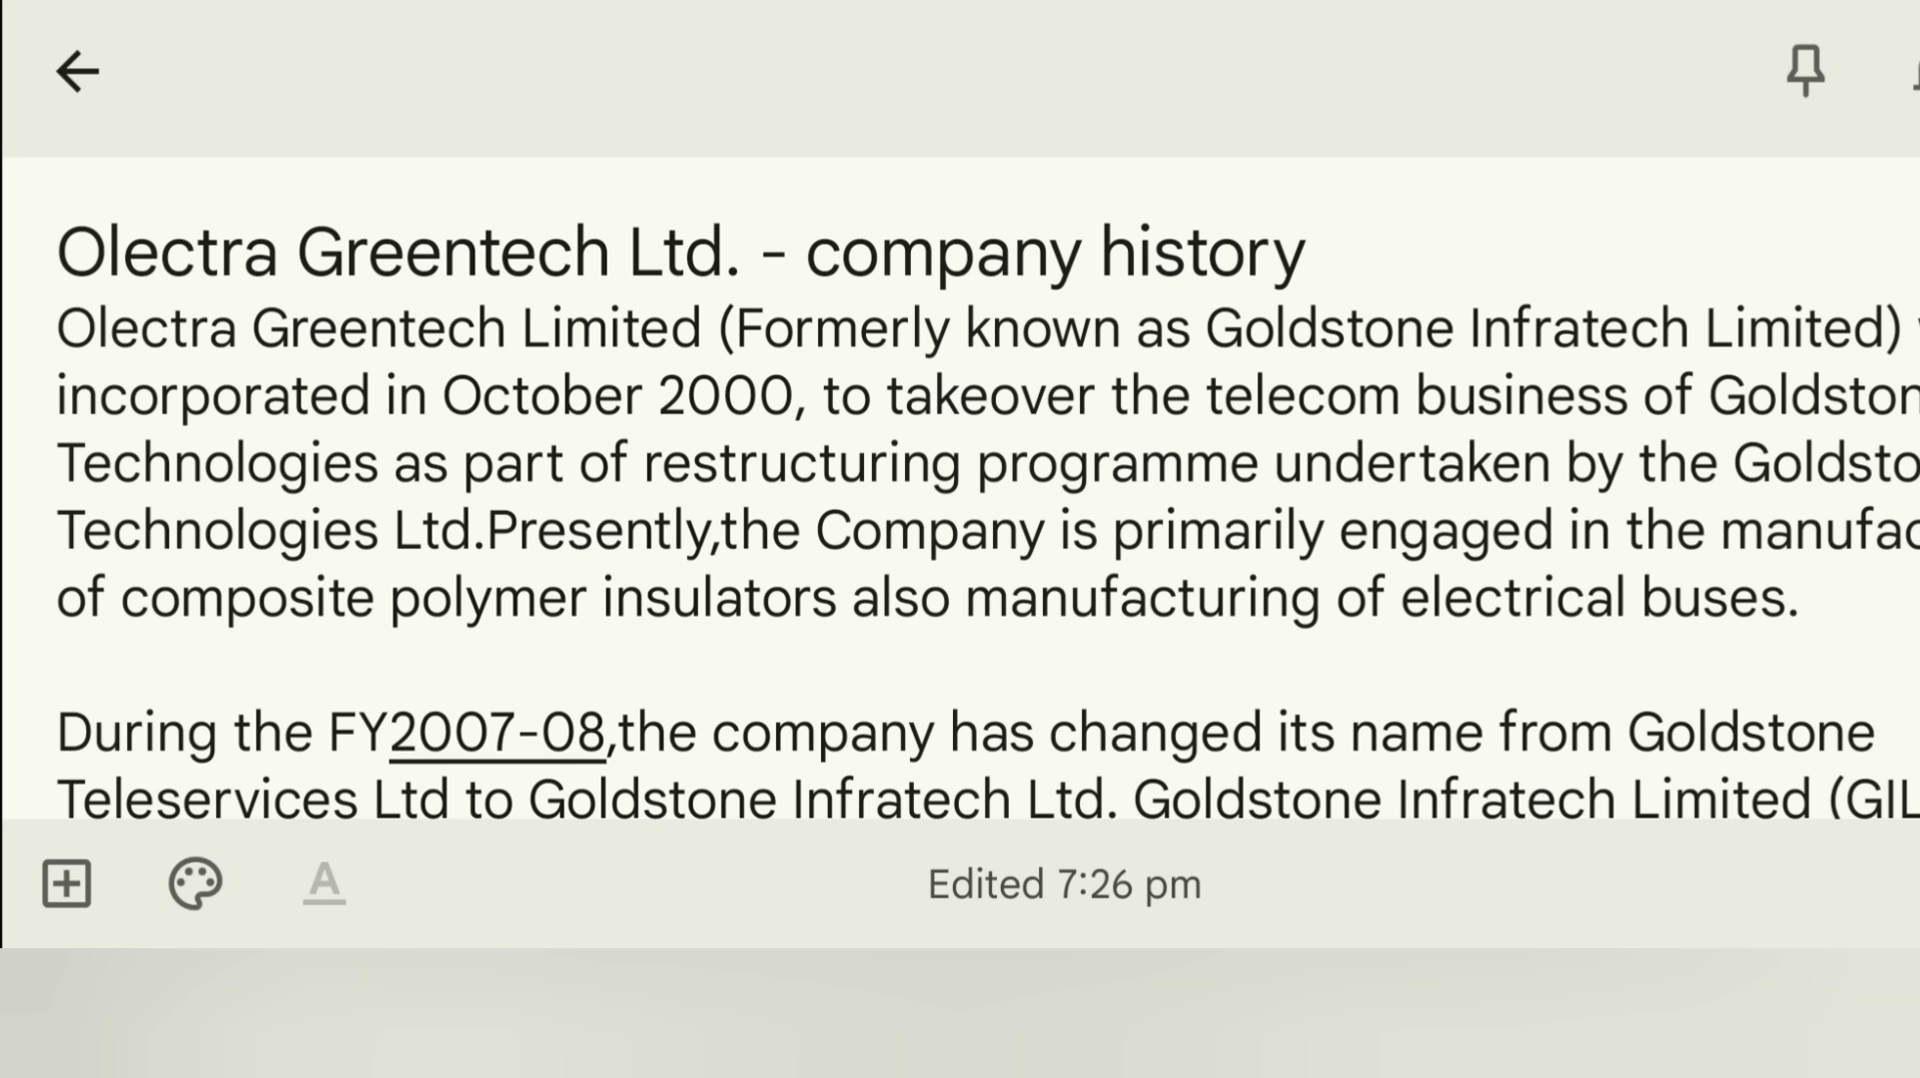 Olectra Greentech Ltd. - company history
Olectra Greentech Limited (Formerly known as Goldstone Infratech Limited)
incorporated in October 2000, to takeover the telecom business of
Technologies as part of restructuring programme undertaken by the
Technologies Ltd.Presently,the Company is primarily engaged in the
of composite polymer insulators also manufacturing of electrical buses.
During the FY2007-08,the company has changed its name from Goldstone
Teleservices Ltd to Goldstone Infratech Ltd. Goldstone Infratech Limited (GIL
A
Edited 7:26 pm